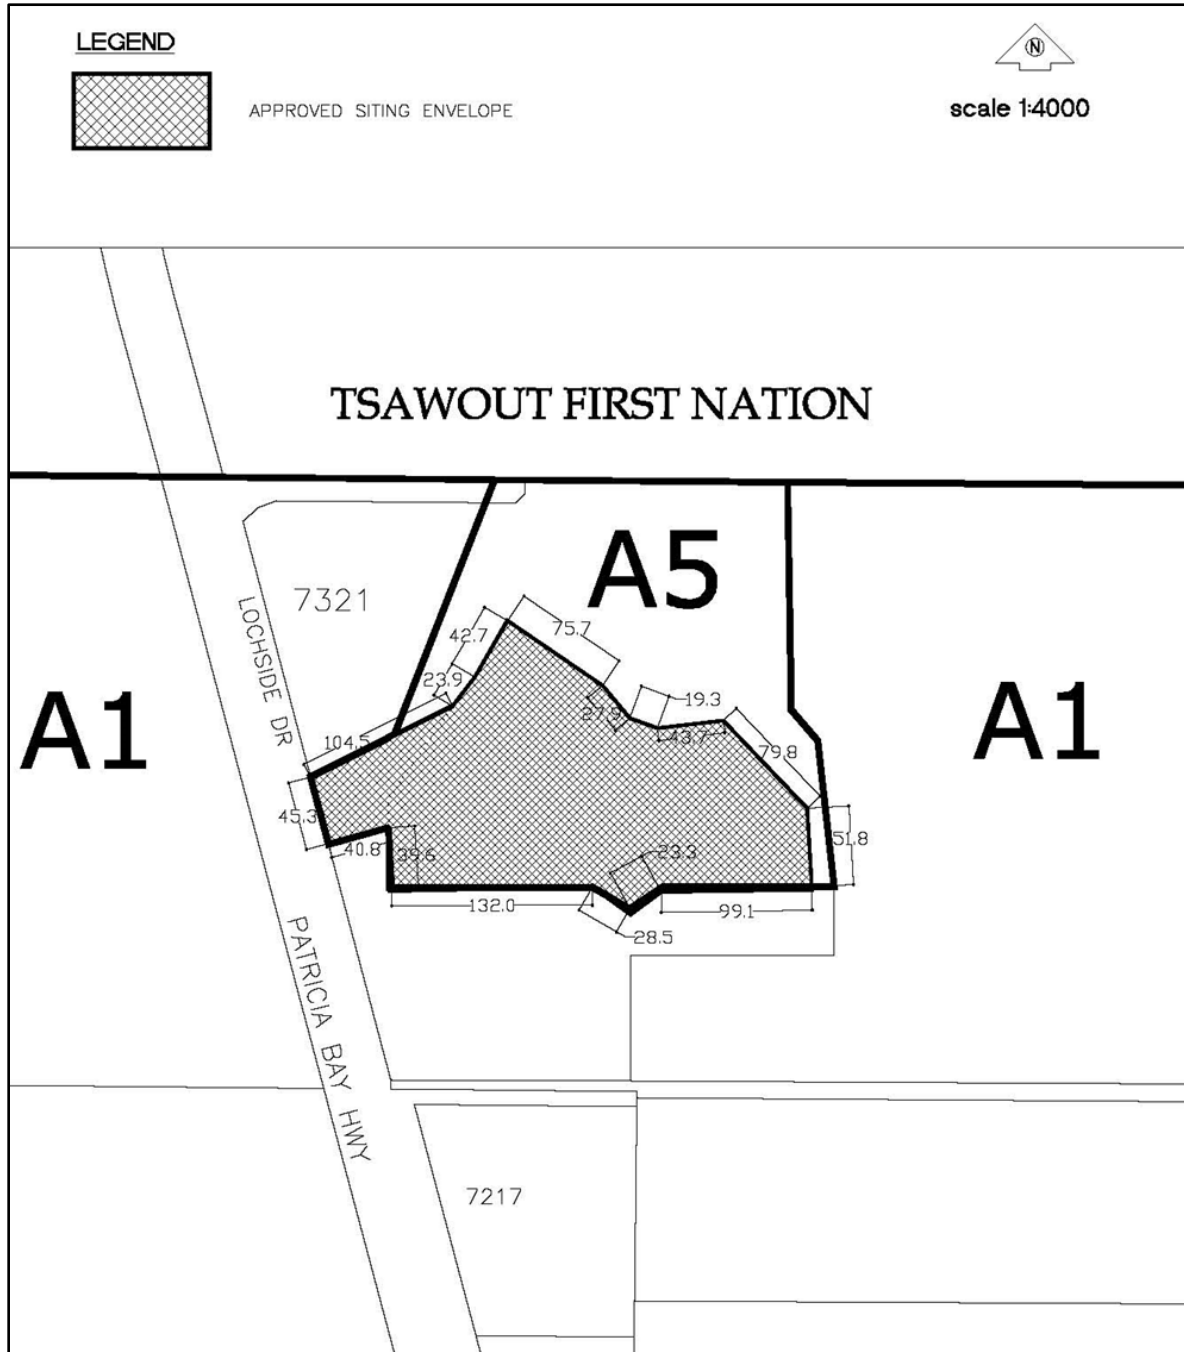 LEGEND
N
APPROVED SITING ENVELOPE
scale 1:4000
TSAWOUT FIRST NATION
A5
7321
LOCHSIDE DR
42.7
75.7
23.9
27.9
19.3
43.7
A1
A1
104.5
79.8
45.3
40.8
39.6
23.3
51.8
132.0
99.1
28.5
PATRICIA BAY HWY
7217